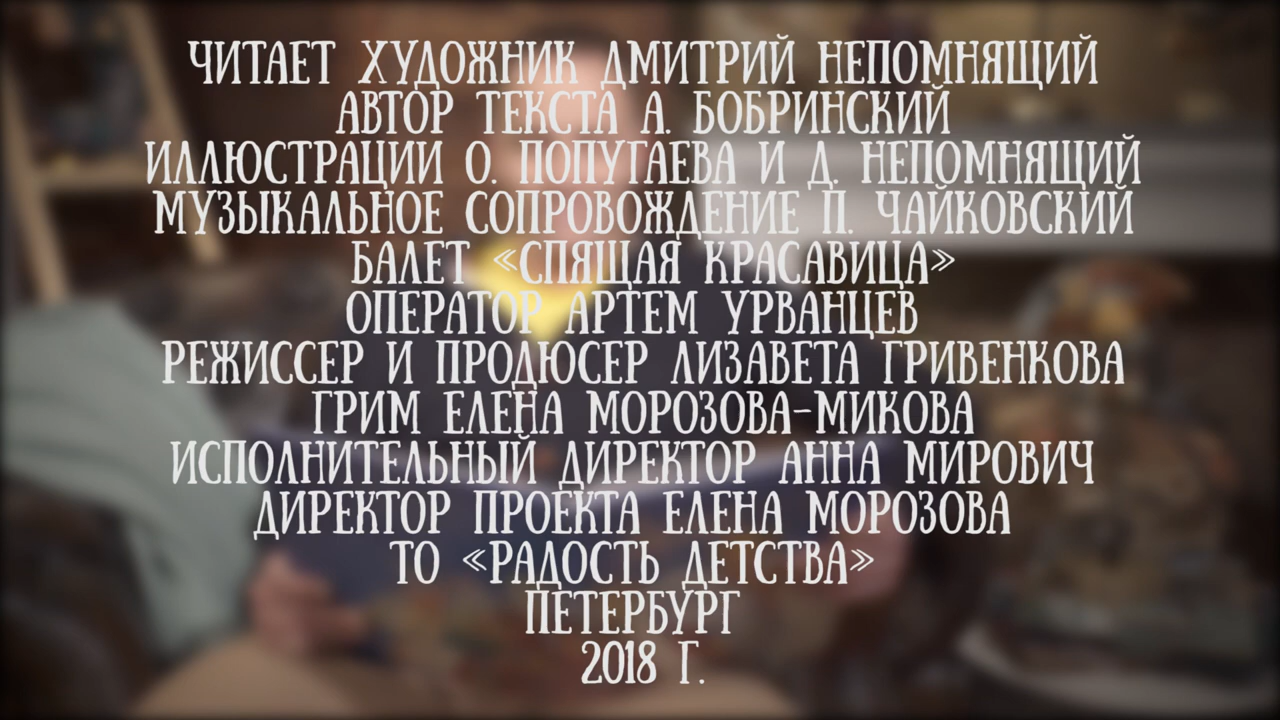 ЧИТАЕТ ХУДОЖНИК ДМИТРИЙ НЕПОМНЯЩИЙ
АВТОР ТЕКСТА А. БОБРИНСКИЙ
ИЛЛЮСТРАЦИИ О. ПОПУГАЕВА И Д. НЕПОМНЯЩИЙ
МУЗЫКАЛЬНОЕ СОПРОВОЖДЕНИЕ П. ЧАЙКОВСКИЙ
БАЛЕТ «СПЯЩАЯ КРАСАВИЦА»
ОПЕРАТОР АРТЕМ УРВАНЦЕВ
РЕЖИССЕР И ПРОДЮСЕР ЛИЗАВЕТА ГРИВЕНКОВА
ГРИМ ЕЛЕНА МОРОЗОВА-МИКОВА
ИСПОЛНИТЕЛЬНЫЙ ДИРЕКТОР АННА МИРОВИЧ
ДИРЕКТОР ПРОЕКТА ЕЛЕНА МОРОЗОВА
ТО «РАДОСТЬ ДЕТСТВА»
ПЕТЕРБУРГ
2018 Г.